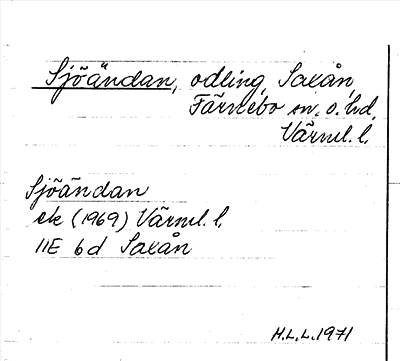 Sjöändan, odling, Saxån,
Färnebo sn. o. hd,
Värml. l.
Sjöändan
ek (1969) Värml. l.
11E 6d Saxån
H.L.L. 1971